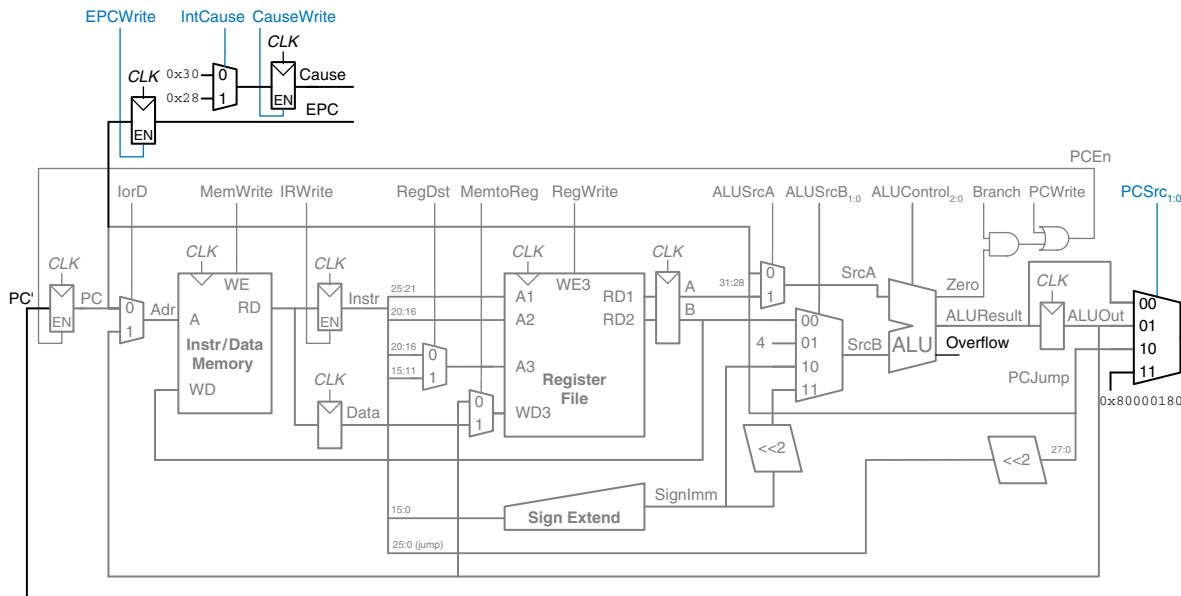 EPCWrite IntCause CauseWrite
CLK
0x30 0 Cause
CLK
0x28 1 EN
EPC
EN
PCEn
IorD MemWrite IRWrite RegDst MemtoReg RegWrite ALUSrcA ALUSrcB1:0 ALUControl2:0 Branch PCWrite PCSrc1:0
CLK CLK CLK CLK CLK
WE WE3 0 SrcA Zero CLK
PC' PC 0 Adr RD Instr 25:21 A1 RD1 A 31:28 1 00
EN 1 A EN 20:16 A2 RD2 B 00 ALUResult ALUOut 01
Instr/Data Memory 4 01 SrcB ALU Overflow 10
20:16 0 A3 10 PCJump 11
15:11 1 Register File 11 0x80000180
WD CLK Data 0 WD3
1
<<2 27:0
<<2
SignImm
15:0 Sign Extend
25:0 (jump)